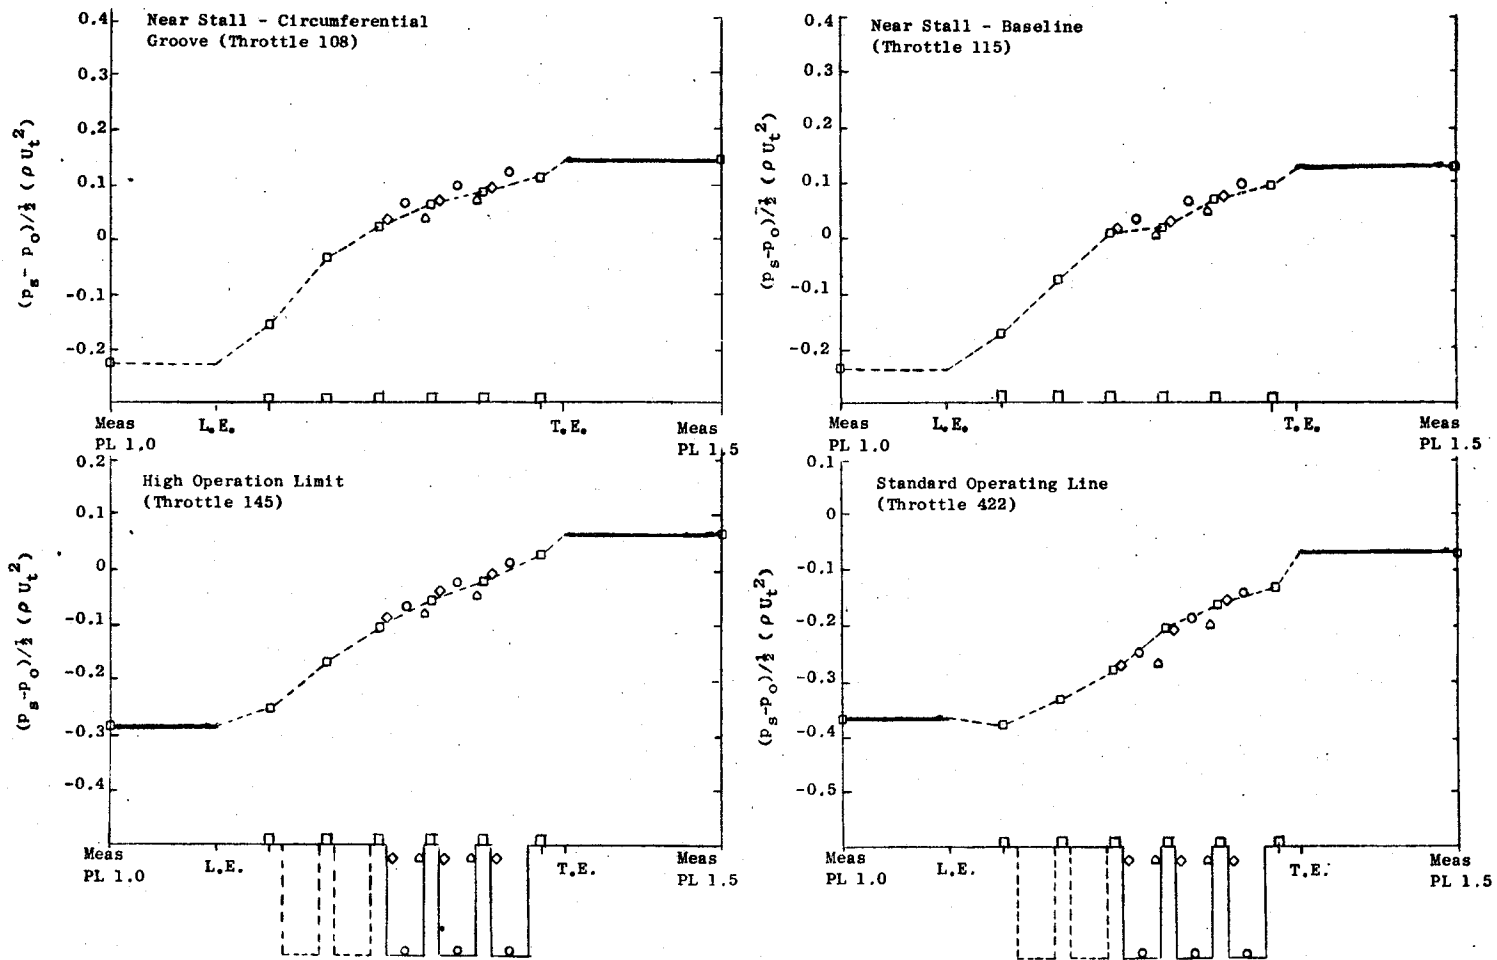 Near Stall - Circumferential
Groove (Throttle 108)
0.4
0.3
0.2
0.1
0
-0.1
-0.2
(p_s - p_o)/½ (ρ U_t²)
Meas
PL 1.0
L.E.
T.E.
Meas
PL 1.5
Near Stall - Baseline
(Throttle 115)
0.4
0.3
0.2
0.1
0
-0.1
-0.2
(p_s-p_o)/½ (ρ U_t²)
Meas
PL 1.0
L.E.
T.E.
Meas
PL 1.5
High Operation Limit
(Throttle 145)
0.2
0.1
0
-0.1
-0.2
-0.3
-0.4
(p_s-p_o)/½ (ρ U_t²)
Meas
PL 1.0
L.E.
T.E.
Meas
PL 1.5
Standard Operating Line
(Throttle 422)
0.1
0
-0.1
-0.2
-0.3
-0.4
-0.5
(p_s-p_o)/½ (ρ U_t²)
Meas
PL 1.0
L.E.
T.E.
Meas
PL 1.5